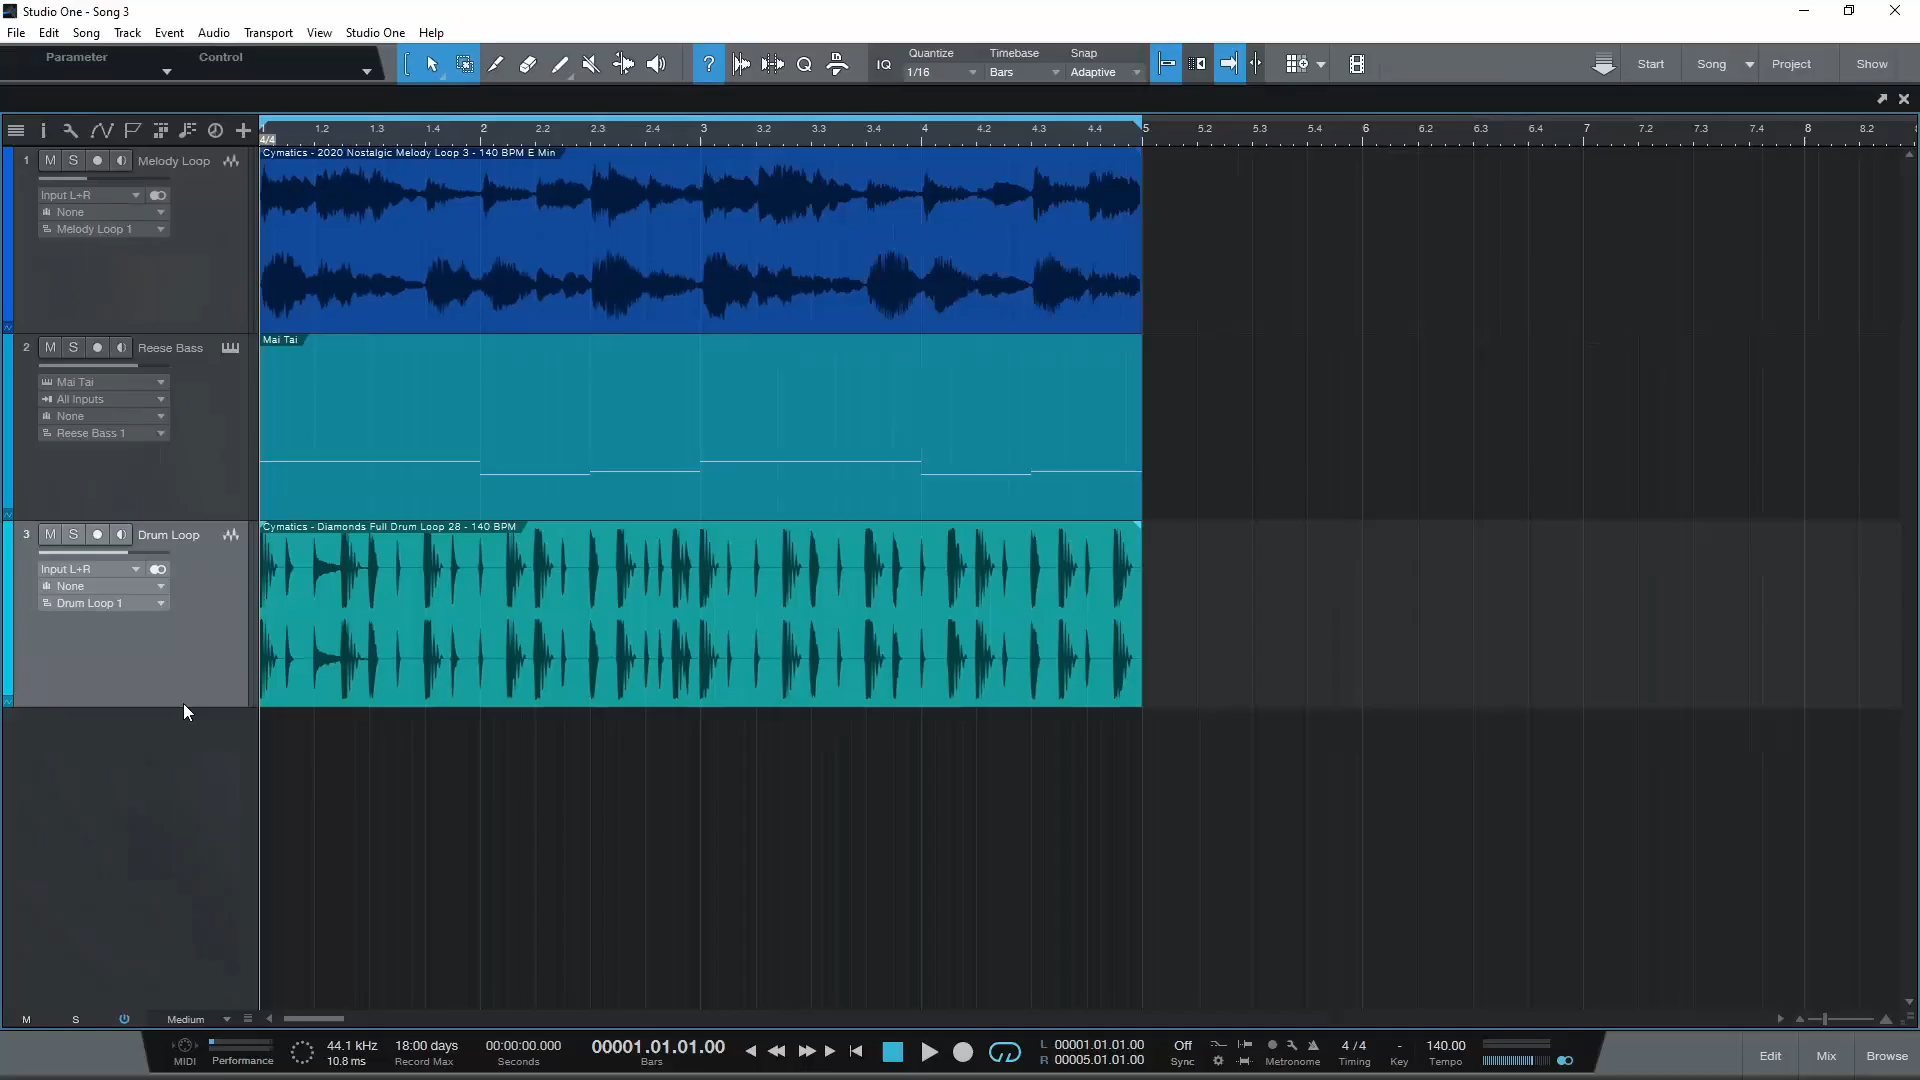 Studio One - Song 3
File Edit Song Track Event Audio Transport View Studio One Help
Parameter Control
IQ Quantize 1/16 Timebase Bars Snap Adaptive
Start Song Project Show
1.2 1.3 1.4 2 2.2 2.3 2.4 3 3.2 3.3 3.4 4 4.2 4.3 4.4 5 5.2 5.3 5.4 6 6.2 6.3 6.4 7 7.2 7.3 7.4 8 8.2
4/4
1 M S Melody Loop
Input L+R
None
Melody Loop 1
Cymatics - 2020 Nostalgic Melody Loop 3 - 140 BPM E Min
2 M S Reese Bass
Mai Tai
All Inputs
None
Reese Bass 1
Mai Tai
3 M S Drum Loop
Input L+R
None
Drum Loop 1
Cymatics - Diamonds Full Drum Loop 28 - 140 BPM
M S Medium
MIDI
Performance
44.1 kHz
10.8 ms
18:00 days
Record Max
00:00:00.000
Seconds
00001.01.01.00
Bars
L 00001.01.01.00
R 00005.01.01.00
Off
Sync
Metronome
4 / 4
Timing
-
Key
140.00
Tempo
Edit Mix Browse